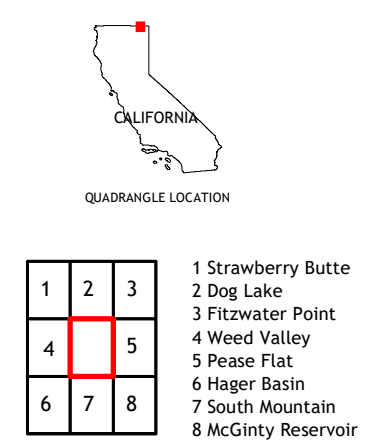 CALIFORNIA
QUADRANGLE LOCATION
1 2 3
4 5
6 7 8
1 Strawberry Butte
2 Dog Lake
3 Fitzwater Point
4 Weed Valley
5 Pease Flat
6 Hager Basin
7 South Mountain
8 McGinty Reservoir